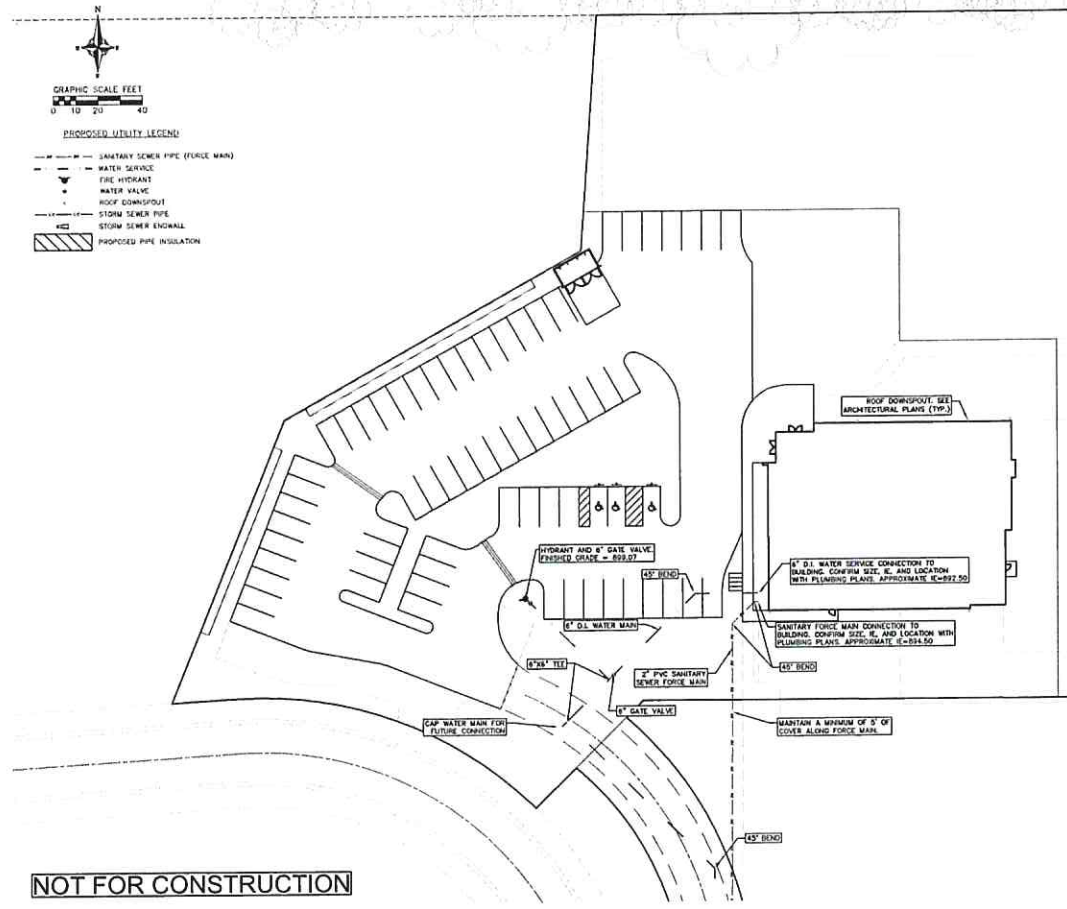 N
GRAPHIC SCALE FEET
0 10 20 40
PROPOSED UTILITY LEGEND
SANITARY SEWER PIPE (FORCE MAIN)
WATER SERVICE
FIRE HYDRANT
WATER VALVE
ROOF DOWNSPOUT
STORM SEWER PIPE
STORM SEWER ENDWALL
PROPOSED PIPE INSULATION
ROOF DOWNSPOUT. SEE
ARCHITECTURAL PLANS (TYP.)
HYDRANT AND 6" GATE VALVE.
FINISHED GRADE = 899.07
45° BEND
6" D.I. WATER SERVICE CONNECTION TO
BUILDING. CONFIRM SIZE, IE, AND LOCATION
WITH PLUMBING PLANS. APPROXIMATE IE=892.50
6" D.I. WATER MAIN
SANITARY FORCE MAIN CONNECTION TO
BUILDING. CONFIRM SIZE, IE, AND LOCATION WITH
PLUMBING PLANS. APPROXIMATE IE=894.50
6"X6" TEE
2" PVC SANITARY
SEWER FORCE MAIN
45° BEND
6" GATE VALVE
CAP WATER MAIN FOR
FUTURE CONNECTION
MAINTAIN A MINIMUM OF 5' OF
COVER ALONG FORCE MAIN.
45° BEND
NOT FOR CONSTRUCTION